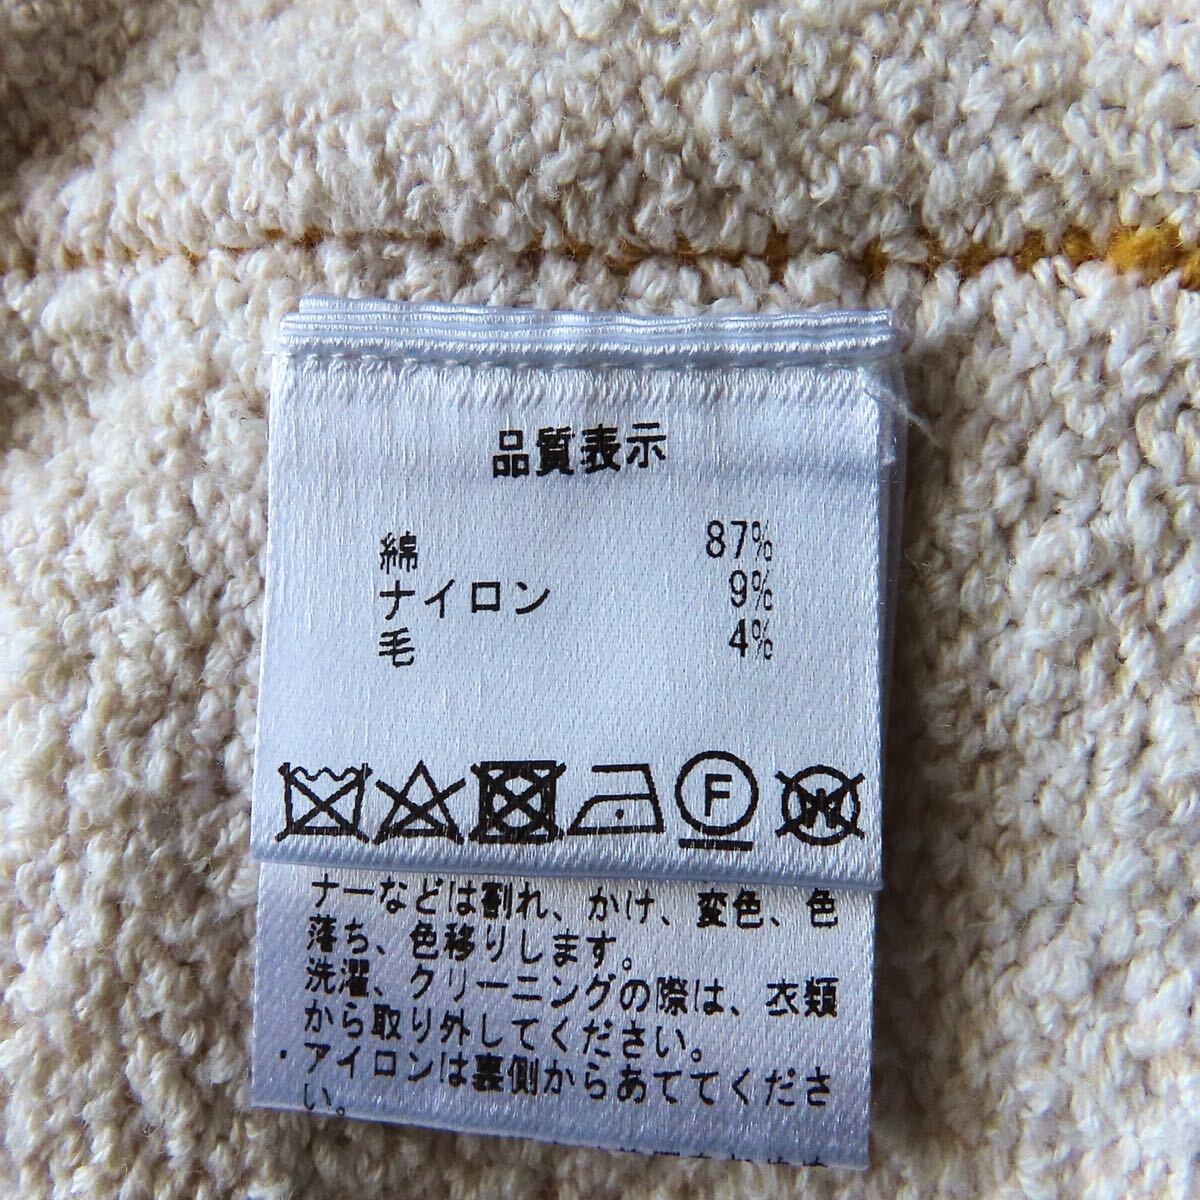 品質表示
綿 87%
ナイロン 9%
毛 4%
F
W
ナーなどは割れ、かけ、変色、色
落ち、色移りします。
洗濯、クリーニングの際は、衣類
から取り外してください。
・アイロンは裏側からあててくださ
い。